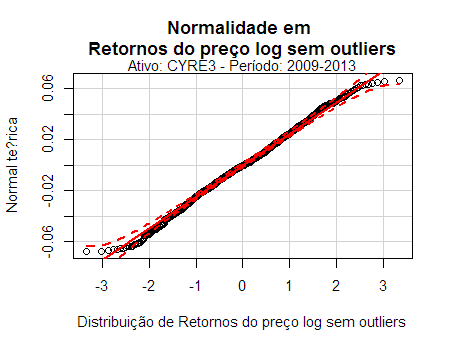 Normalidade em
Retornos do preço log sem outliers
Ativo: CYRE3 - Período: 2009-2013
Normal te?rica
0.06
0.02
-0.02
-0.06
-3 -2 -1 0 1 2 3
Distribuição de Retornos do preço log sem outliers